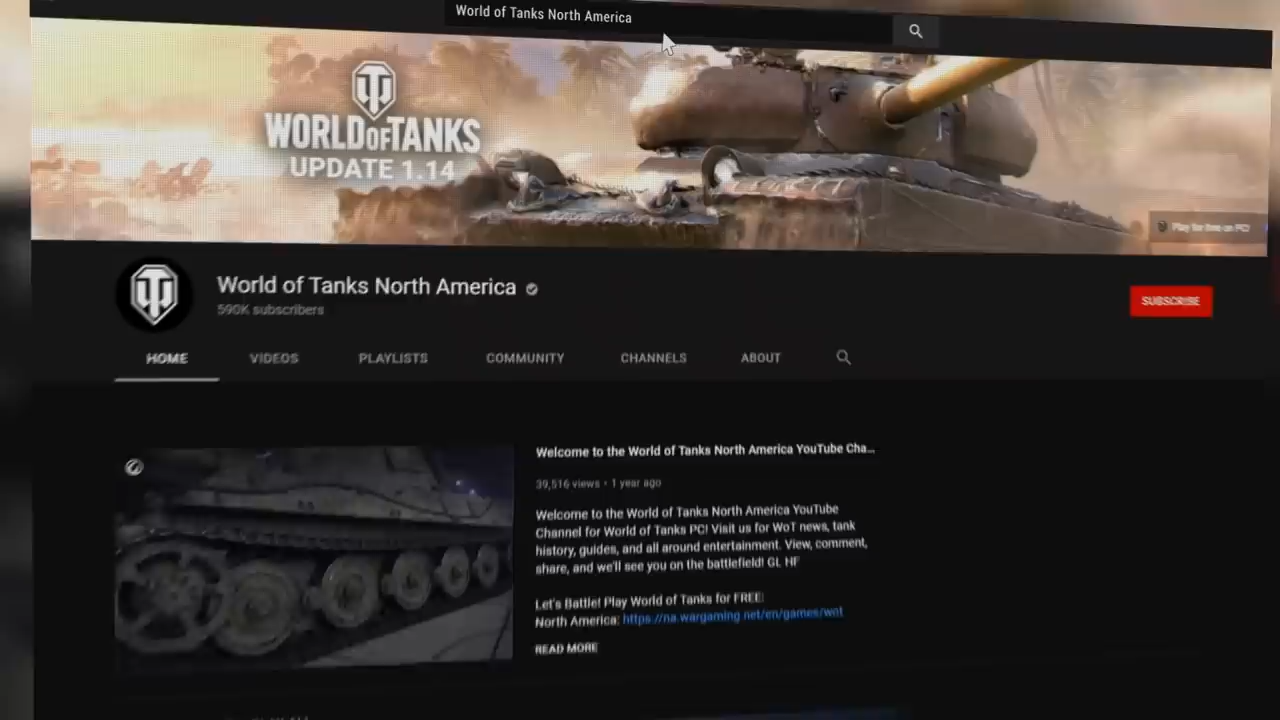 World of Tanks North America
WORLD OF TANKS
UPDATE 1.14
Play for free on PC!
World of Tanks North America
590K subscribers
SUBSCRIBE
HOME VIDEOS PLAYLISTS COMMUNITY CHANNELS ABOUT
Welcome to the World of Tanks North America YouTube Cha...
39,516 views • 1 year ago
Welcome to the World of Tanks North America YouTube
Channel for World of Tanks PC! Visit us for WoT news, tank
history, guides, and all around entertainment. View, comment,
share, and we'll see you on the battlefield! GL HF
Let's Battle! Play World of Tanks for FREE!
North America: https://na.wargaming.net/en/games/wot
READ MORE